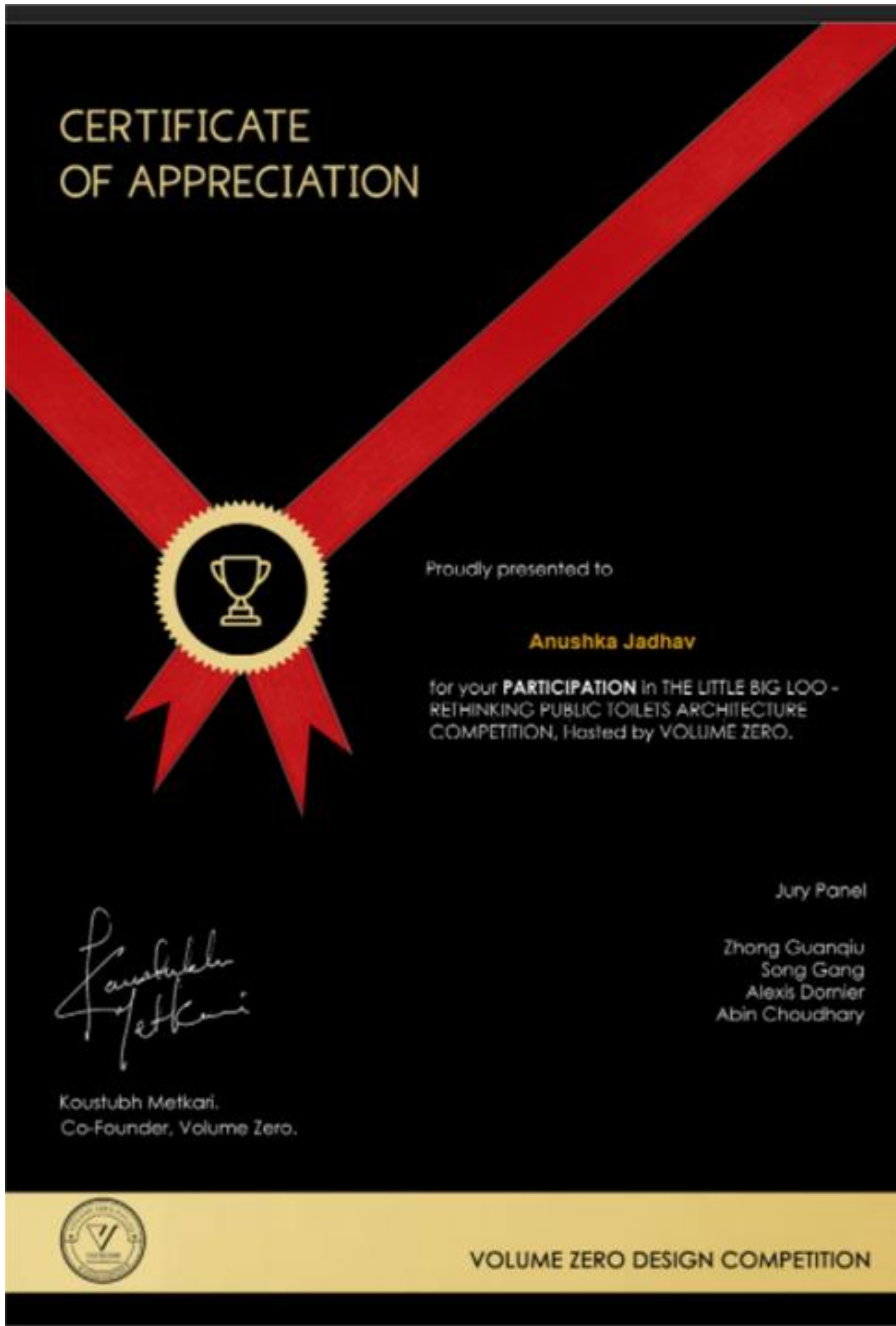 CERTIFICATE
OF APPRECIATION
Proudly presented to
Anushka Jadhav
for your PARTICIPATION in THE LITTLE BIG LOO -
RETHINKING PUBLIC TOILETS ARCHITECTURE
COMPETITION, Hosted by VOLUME ZERO.
Jury Panel
Zhong Guanqiu
Song Gang
Alexis Dornier
Abin Choudhary
Koustubh Metkari
Koustubh Metkari.
Co-Founder, Volume Zero.
VOLUME ZERO DESIGN COMPETITION